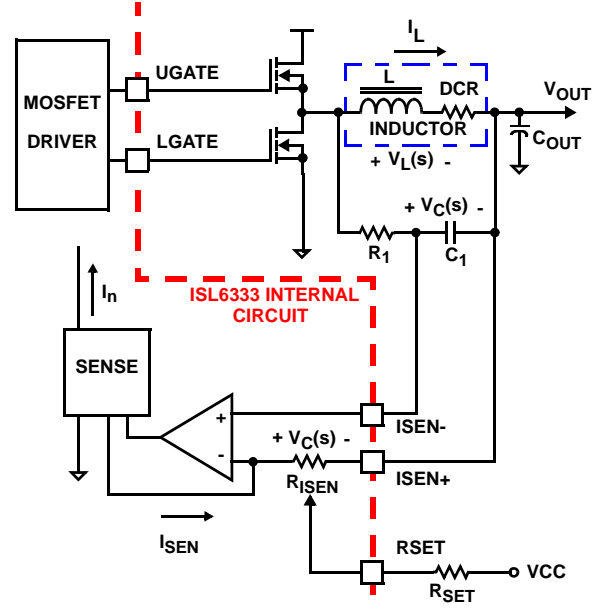 I_L
UGATE
L
DCR
V_OUT
MOSFET
DRIVER
INDUCTOR
C_OUT
LGATE
+ V_L(s) -
+ V_C(s) -
R_1
C_1
I_n
ISL6333 INTERNAL
CIRCUIT
SENSE
+
ISEN-
+ V_C(s) -
-
R_ISEN
ISEN+
I_SEN
RSET
VCC
R_SET